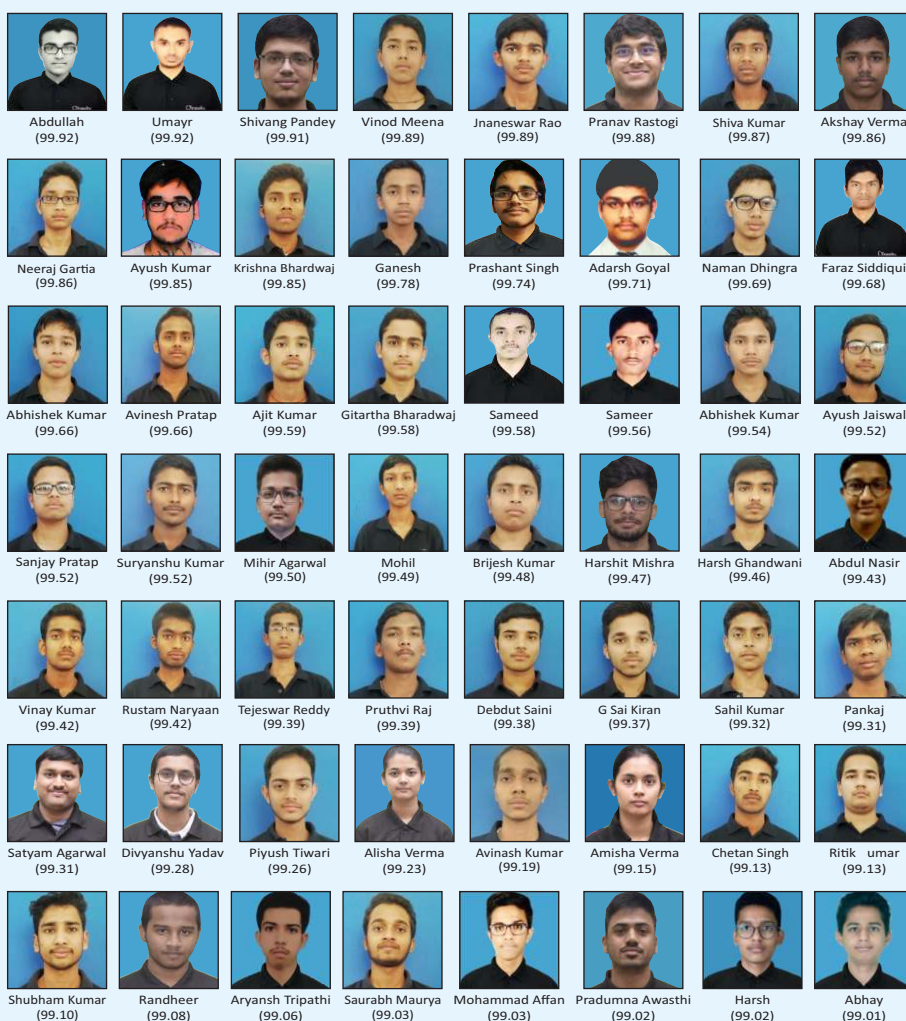 Abdullah Umayr Shivang Pandey Vinod Meena Jnaneswar Rao Pranav Rastogi Shiva Kumar Akshay Verma
(99.92) (99.92) (99.91) (99.89) (99.89) (99.88) (99.87) (99.86)
Neeraj Gartia Ayush Kumar Krishna Bhardwaj Ganesh Prashant Singh Adarsh Goyal Naman Dhingra Faraz Siddiqui
(99.86) (99.85) (99.85) (99.78) (99.74) (99.71) (99.69) (99.68)
Abhishek Kumar Avinesh Pratap Ajit Kumar Gitartha Bharadwaj Sameed Sameer Abhishek Kumar Ayush Jaiswal
(99.66) (99.66) (99.59) (99.58) (99.58) (99.56) (99.54) (99.52)
Sanjay Pratap Suryanshu Kumar Mihir Agarwal Mohil Brijesh Kumar Harshit Mishra Harsh Ghandwani Abdul Nasir
(99.52) (99.52) (99.50) (99.49) (99.48) (99.47) (99.46) (99.43)
Vinay Kumar Rustam Naryaan Tejeswar Reddy Pruthvi Raj Debdut Saini G Sai Kiran Sahil Kumar Pankaj
(99.42) (99.42) (99.39) (99.39) (99.38) (99.37) (99.32) (99.31)
Satyam Agarwal Divyanshu Yadav Piyush Tiwari Alisha Verma Avinash Kumar Amisha Verma Chetan Singh Ritik umar
(99.31) (99.28) (99.26) (99.23) (99.19) (99.15) (99.13) (99.13)
Shubham Kumar Randheer Aryansh Tripathi Saurabh Maurya Mohammad Affan Pradumna Awasthi Harsh Abhay
(99.10) (99.08) (99.06) (99.03) (99.03) (99.02) (99.02) (99.01)